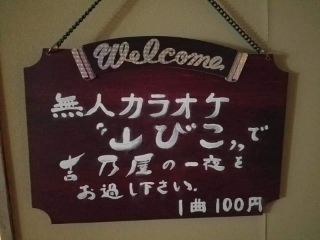 Welcome
無人カラオケ
“山びこ„で
吉乃屋の一夜を
お過し下さい.
1曲100円